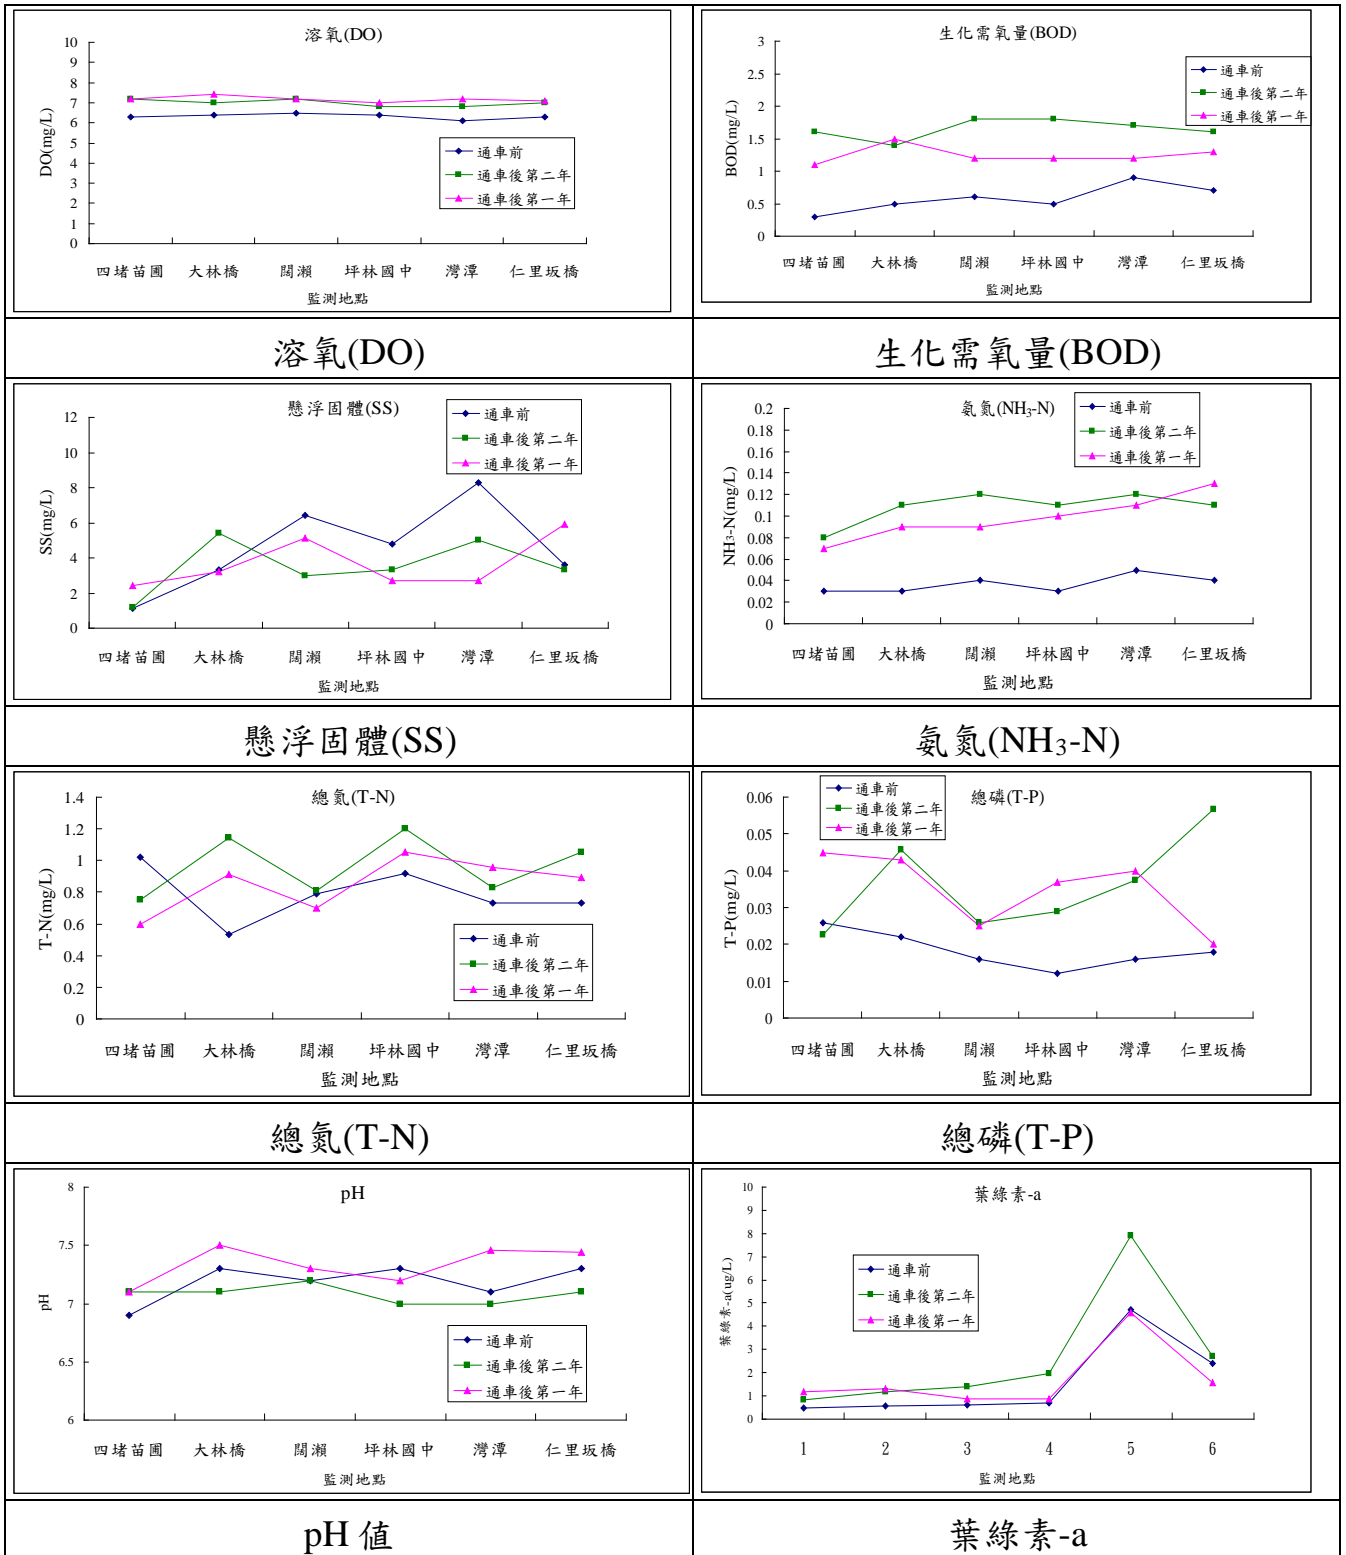 溶氧(DO)
10
9
8
7
6
5
4
3
2
1
0
DO(mg/L)
通車前
通車後第二年
通車後第一年
四堵苗圃 大林橋 闊瀨 坪林國中 灣潭 仁里坂橋
監測地點
生化需氧量(BOD)
3
2.5
2
1.5
1
0.5
0
BOD(mg/L)
通車前
通車後第二年
通車後第一年
四堵苗圃 大林橋 闊瀨 坪林國中 灣潭 仁里坂橋
監測地點
溶氧(DO)
生化需氧量(BOD)
懸浮固體(SS)
12
10
8
6
4
2
0
SS(mg/L)
通車前
通車後第二年
通車後第一年
四堵苗圃 大林橋 闊瀨 坪林國中 灣潭 仁里坂橋
監測地點
氨氮(NH₃-N)
0.2
0.18
0.16
0.14
0.12
0.1
0.08
0.06
0.04
0.02
0
NH₃-N(mg/L)
通車前
通車後第二年
通車後第一年
四堵苗圃 大林橋 闊瀨 坪林國中 灣潭 仁里坂橋
監測地點
懸浮固體(SS)
氨氮(NH₃-N)
總氮(T-N)
1.4
1.2
1
0.8
0.6
0.4
0.2
0
T-N(mg/L)
通車前
通車後第二年
通車後第一年
四堵苗圃 大林橋 闊瀨 坪林國中 灣潭 仁里坂橋
監測地點
總磷(T-P)
0.06
0.05
0.04
0.03
0.02
0.01
0
T-P(mg/L)
通車前
通車後第二年
通車後第一年
四堵苗圃 大林橋 闊瀨 坪林國中 灣潭 仁里坂橋
監測地點
總氮(T-N)
總磷(T-P)
pH
8
7.5
7
6.5
6
pH
通車前
通車後第二年
通車後第一年
四堵苗圃 大林橋 闊瀨 坪林國中 灣潭 仁里坂橋
監測地點
葉綠素-a
10
9
8
7
6
5
4
3
2
1
0
葉綠素-a(ug/L)
通車前
通車後第二年
通車後第一年
1 2 3 4 5 6
監測地點
pH 值
葉綠素-a